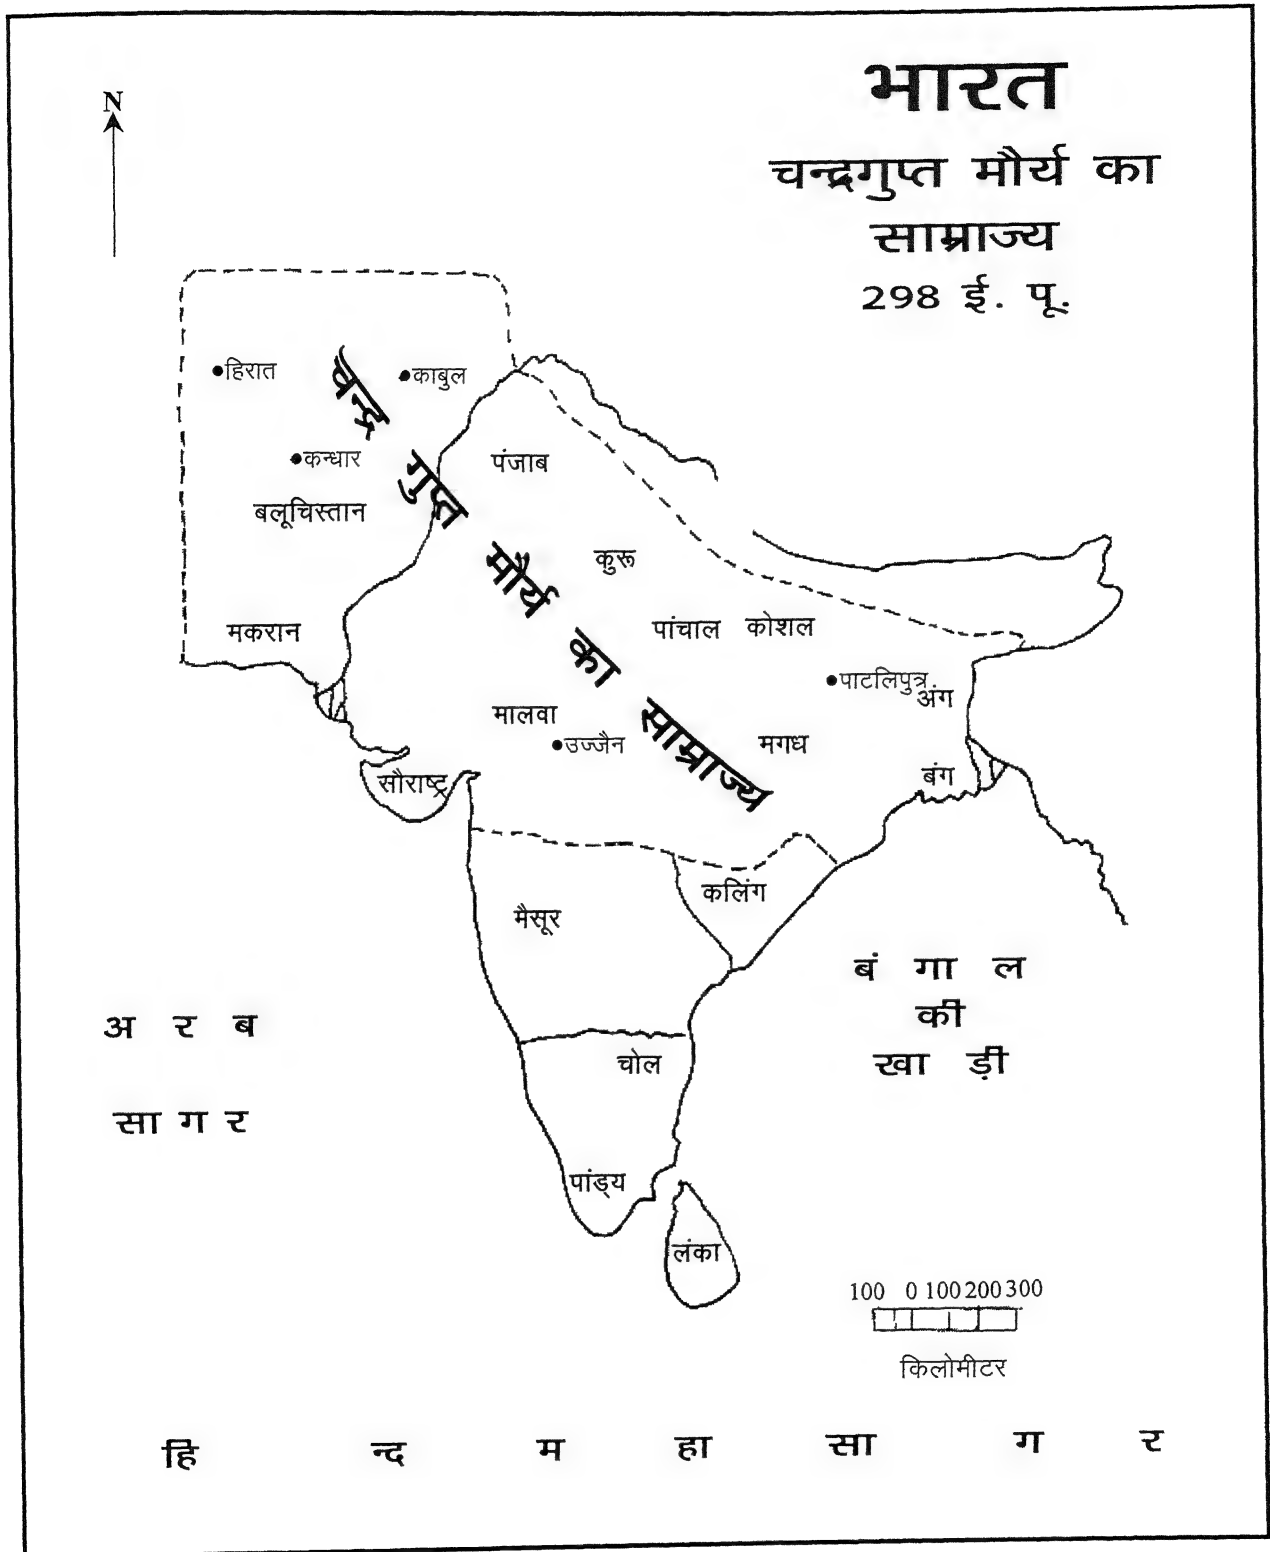 भारत
चन्द्रगुप्त मौर्य का
साम्राज्य
298 ई. पू.
N
हिरात
काबुल
चन्द्र गुप्त मौर्य का साम्राज्य
कन्धार
पंजाब
बलूचिस्तान
कुरू
मकरान
पांचाल
कोशल
पाटलिपुत्र
अंग
मालवा
उज्जैन
मगध
सौराष्ट्र
बंग
कलिंग
मैसूर
बंगाल
की
खाड़ी
अरब
सागर
चोल
पांड्य
लंका
100 0 100 200 300
किलोमीटर
हिन्द महासागर